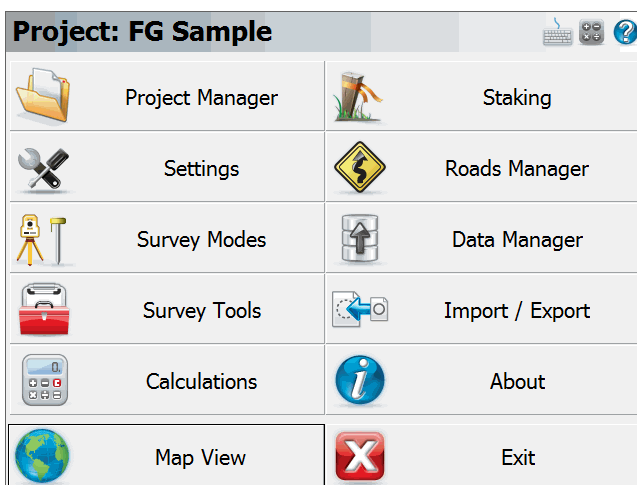 Project: FG Sample
Project Manager
Staking
Settings
Roads Manager
Survey Modes
Data Manager
Survey Tools
Import / Export
0.
Calculations
About
Map View
Exit